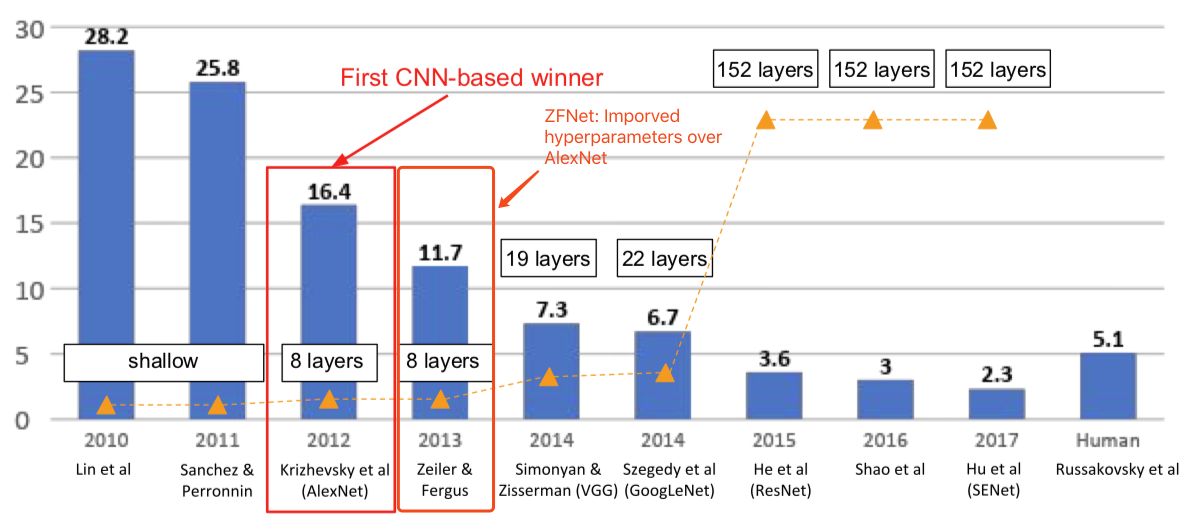 30
28.2
25.8
25
First CNN-based winner
152 layers
152 layers
152 layers
ZFNet: Imporved
hyperparameters over
AlexNet
20
16.4
15
11.7
19 layers
22 layers
10
7.3
6.7
5
shallow
8 layers
8 layers
3.6
3
2.3
5.1
0
2010
2011
2012
2013
2014
2014
2015
2016
2017
Human
Lin et al
Sanchez &
Perronnin
Krizhevsky et al
(AlexNet)
Zeiler &
Fergus
Simonyan &
Zisserman (VGG)
Szegedy et al
(GoogLeNet)
He et al
(ResNet)
Shao et al
Hu et al
(SENet)
Russakovsky et al